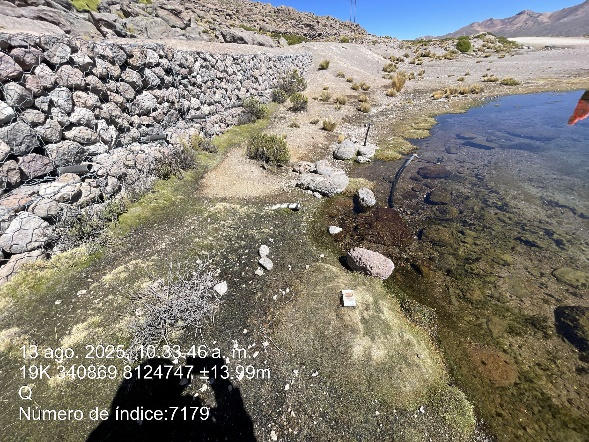 13 ago. 2025, 10:33:46 a. m.
19K 340869 8124747 ±13.99m
Q
Número de índice:7179